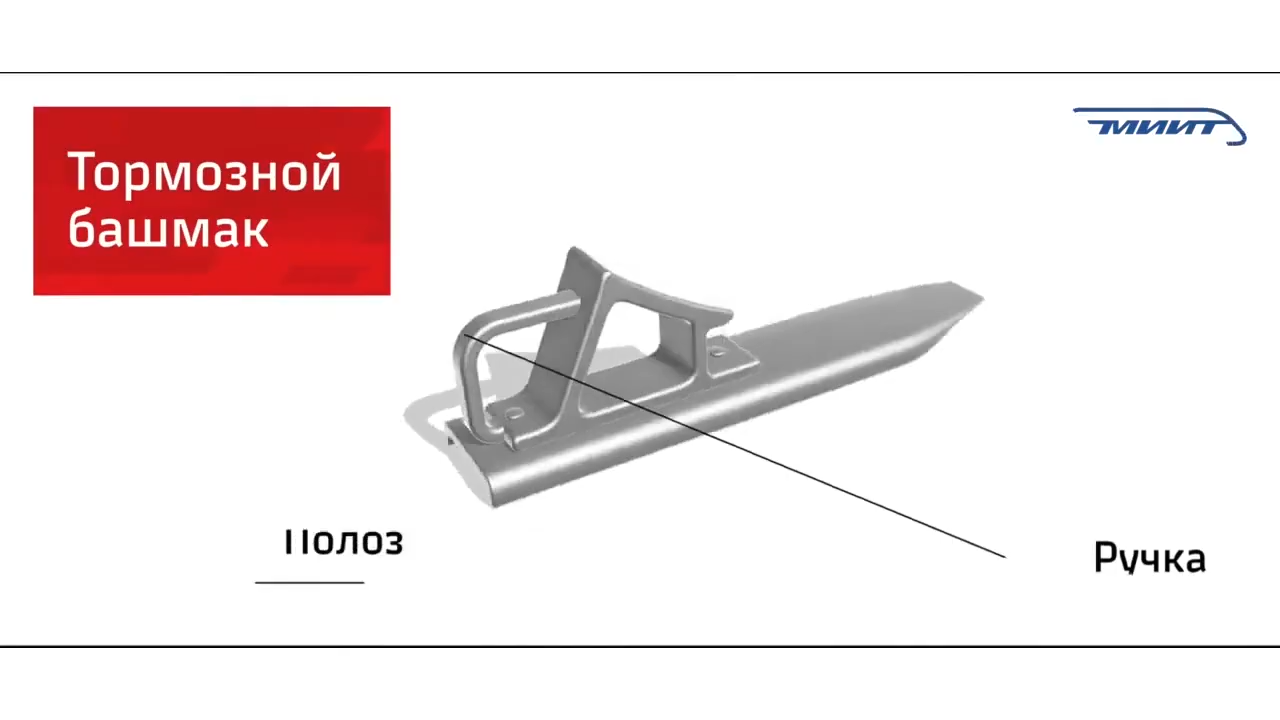 Тормозной
башмак
МИИТ
Полоз
Ручка